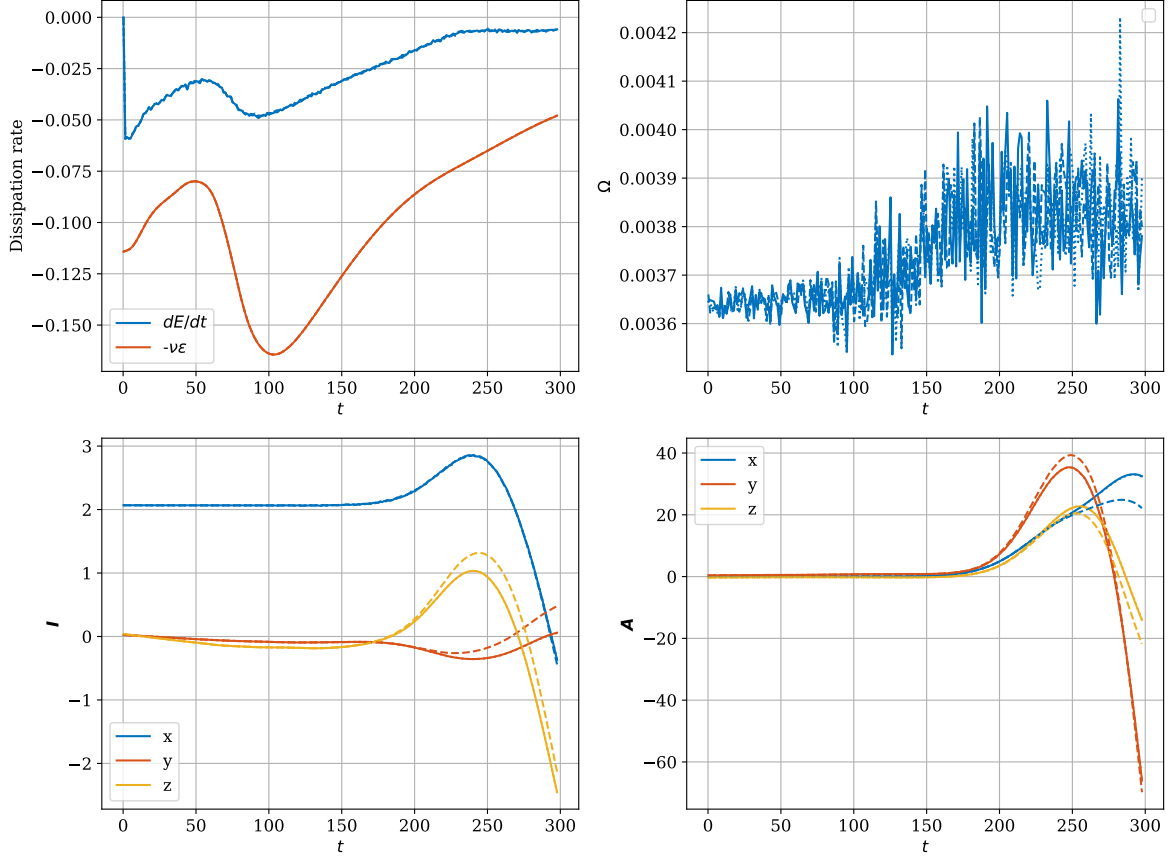 0.000
−0.025
−0.050
−0.075
−0.100
−0.125
−0.150
Dissipation rate
dE/dt
-νε
0 50 100 150 200 250 300
t
0.0042
0.0041
0.0040
0.0039
0.0038
0.0037
0.0036
Ω
0 50 100 150 200 250 300
t
3
2
1
0
−1
−2
I
x
y
z
0 50 100 150 200 250 300
t
40
20
0
−20
−40
−60
A
x
y
z
0 50 100 150 200 250 300
t